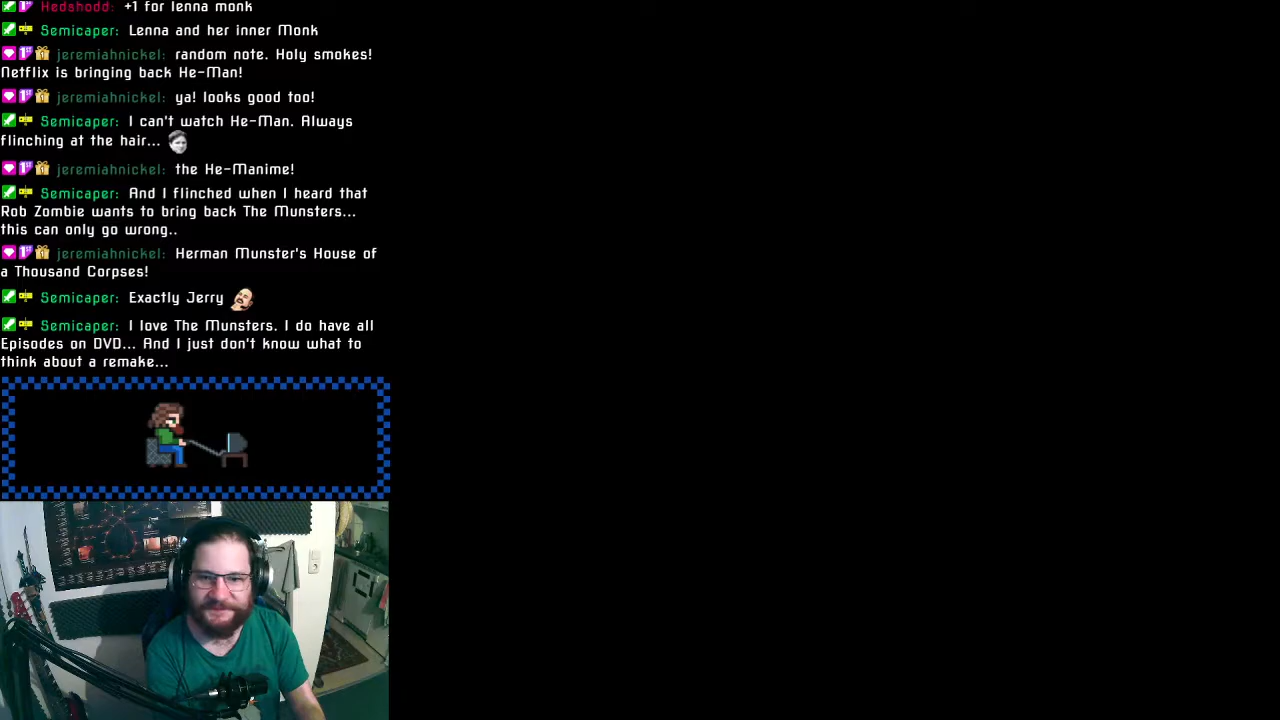 Hedshodd: +1 for lenna monk
Semicaper: Lenna and her inner Monk
jeremiahnickel: random note. Holy smokes!
Netflix is bringing back He-Man!
jeremiahnickel: ya! looks good too!
Semicaper: I can't watch He-Man. Always
flinching at the hair...
jeremiahnickel: the He-Manime!
Semicaper: And I flinched when I heard that
Rob Zombie wants to bring back The Munsters...
this can only go wrong..
jeremiahnickel: Herman Munster's House of
a Thousand Corpses!
Semicaper: Exactly Jerry
Semicaper: I love The Munsters. I do have all
Episodes on DVD... And I just don't know what to
think about a remake...